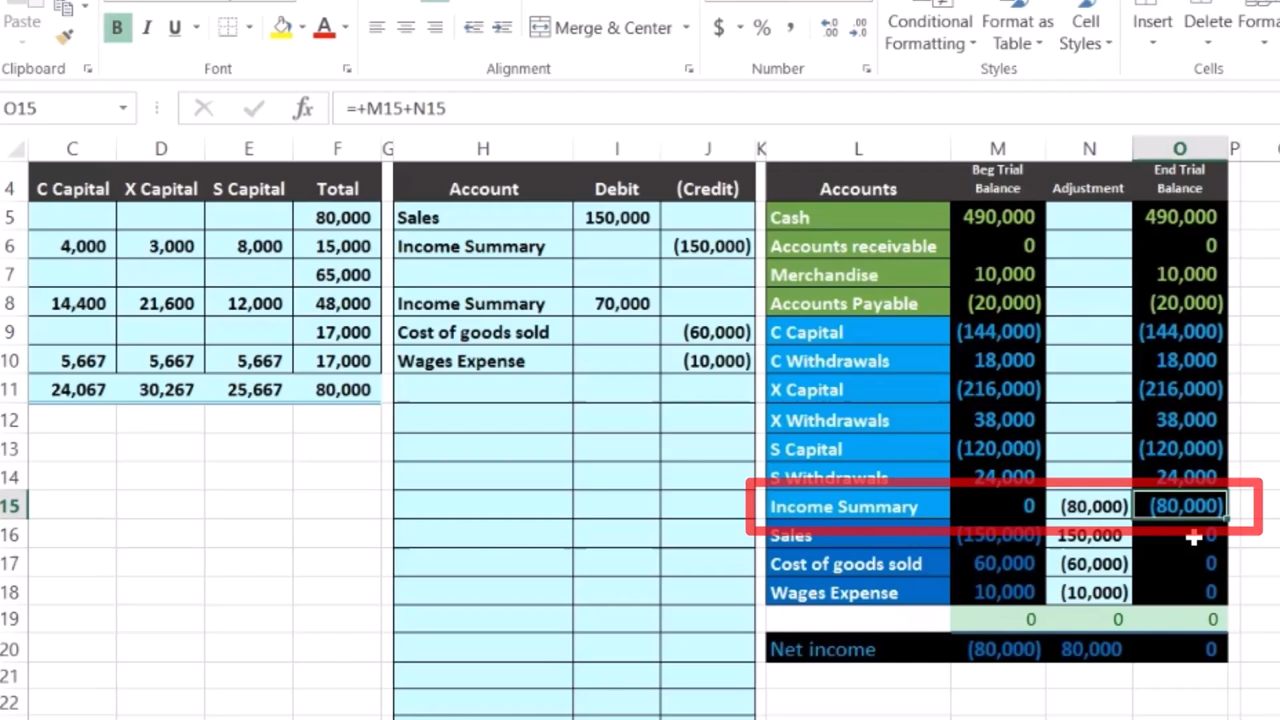 Paste
B I U A
Merge & Center
$ % ,
Conditional Formatting
Format as Table
Cell Styles
Insert Delete
Clipboard Font Alignment Number Styles Cells
O15 fx =+M15+N15
C D E F G H I J K L M N O P
4 C Capital X Capital S Capital Total Account Debit (Credit) Accounts Beg Trial Balance Adjustment End Trial Balance
5 80,000 Sales 150,000 Cash 490,000 490,000
6 4,000 3,000 8,000 15,000 Income Summary (150,000) Accounts receivable 0 0
7 65,000 Merchandise 10,000 10,000
8 14,400 21,600 12,000 48,000 Income Summary 70,000 Accounts Payable (20,000) (20,000)
9 17,000 Cost of goods sold (60,000) C Capital (144,000) (144,000)
10 5,667 5,667 5,667 17,000 Wages Expense (10,000) C Withdrawals 18,000 18,000
11 24,067 30,267 25,667 80,000 X Capital (216,000) (216,000)
12 X Withdrawals 38,000 38,000
13 S Capital (120,000) (120,000)
14 S Withdrawals 24,000 24,000
15 Income Summary 0 (80,000) (80,000)
16 Sales (150,000) 150,000 0
17 Cost of goods sold 60,000 (60,000) 0
18 Wages Expense 10,000 (10,000) 0
19 0 0 0
20 Net income (80,000) 80,000 0
21
22